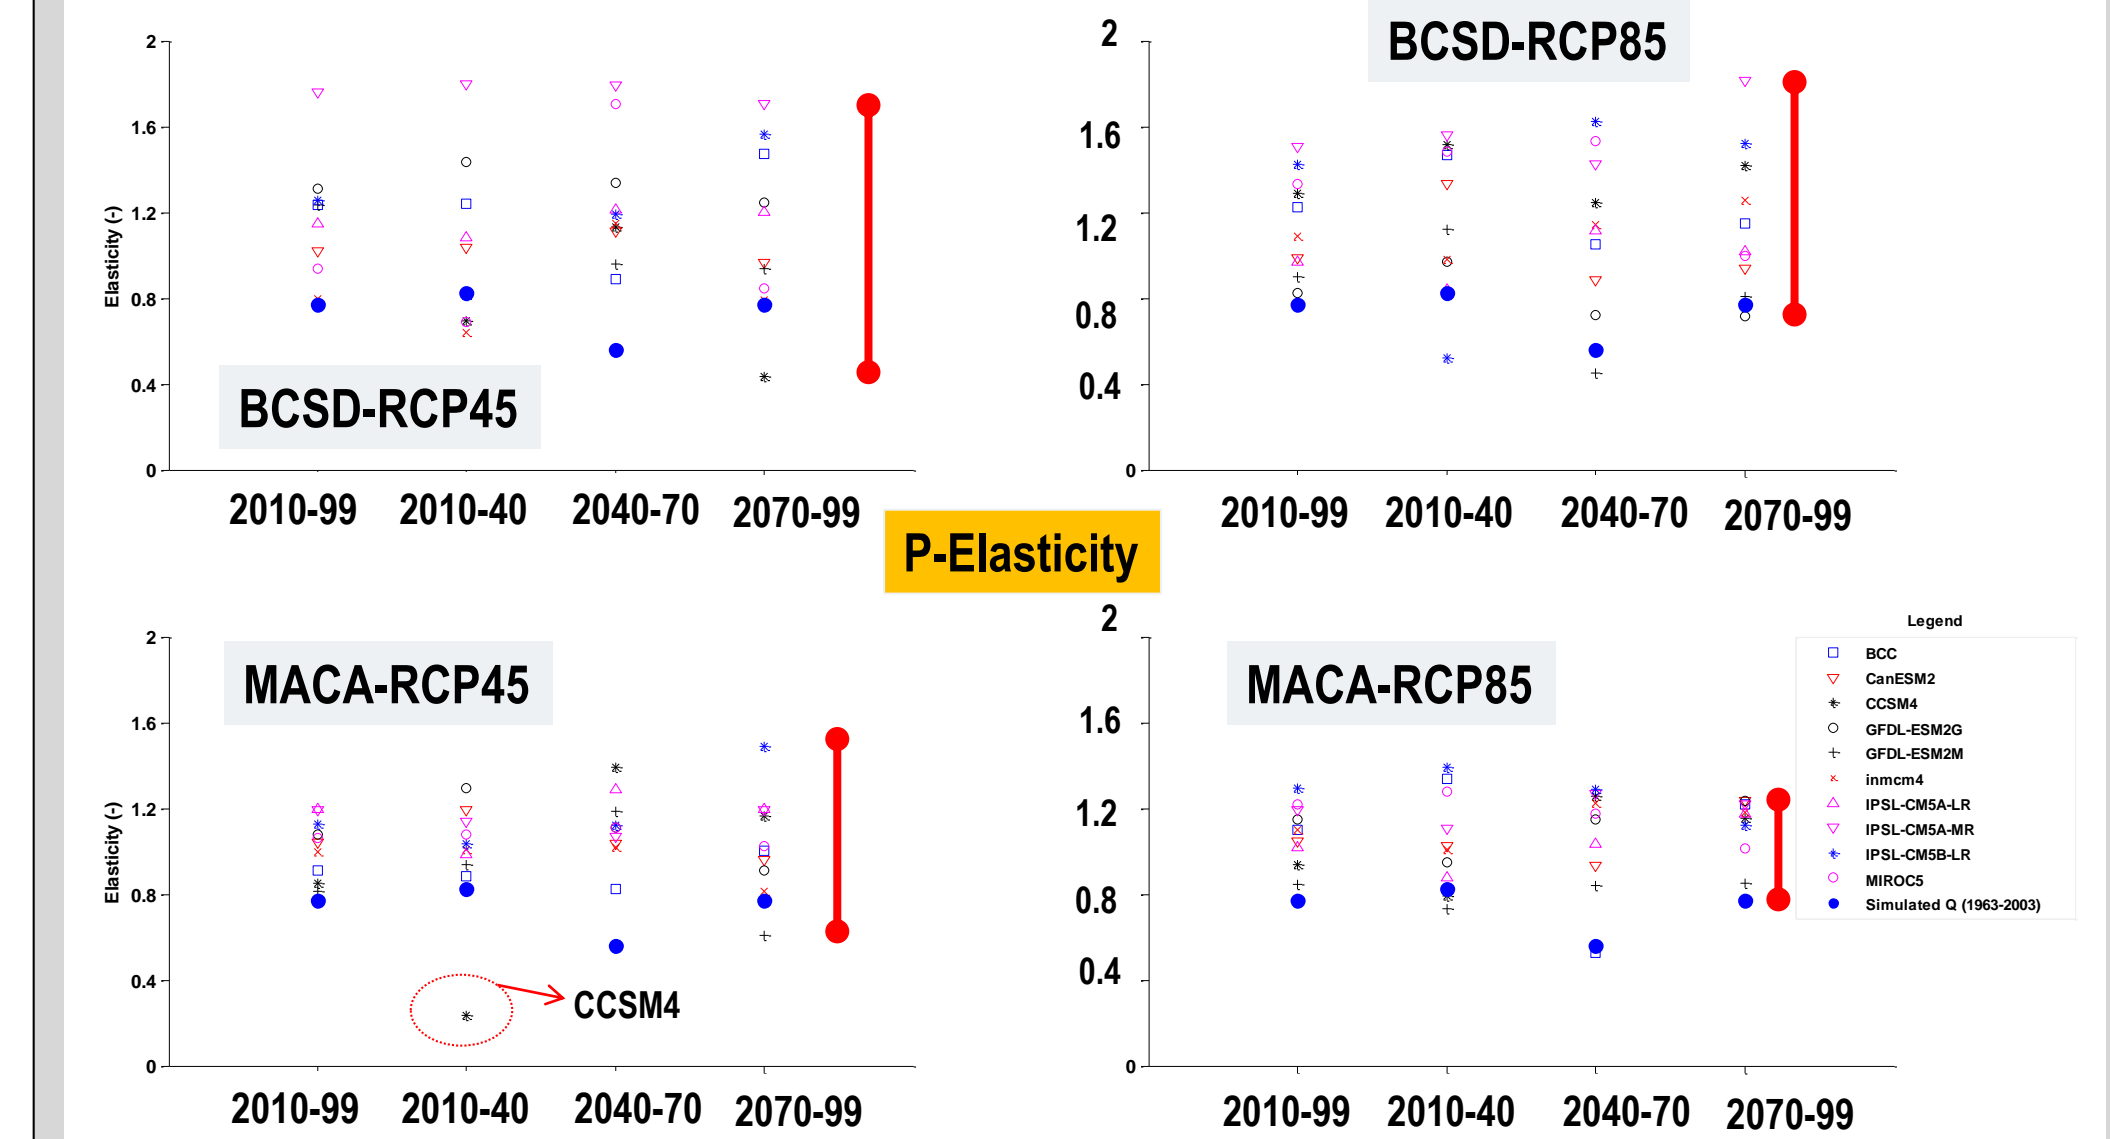 BCSD-RCP45
Elasticity (-)
2
1.6
1.2
0.8
0.4
0
2010-99 2010-40 2040-70 2070-99
BCSD-RCP85
2
1.6
1.2
0.8
0.4
0
2010-99 2010-40 2040-70 2070-99
P-Elasticity
MACA-RCP45
Elasticity (-)
2
1.6
1.2
0.8
0.4
0
CCSM4
2010-99 2010-40 2040-70 2070-99
MACA-RCP85
2
1.6
1.2
0.8
0.4
0
2010-99 2010-40 2040-70 2070-99
Legend
BCC
CanESM2
CCSM4
GFDL-ESM2G
GFDL-ESM2M
inmcm4
IPSL-CM5A-LR
IPSL-CM5A-MR
IPSL-CM5B-LR
MIROC5
Simulated Q (1963-2003)